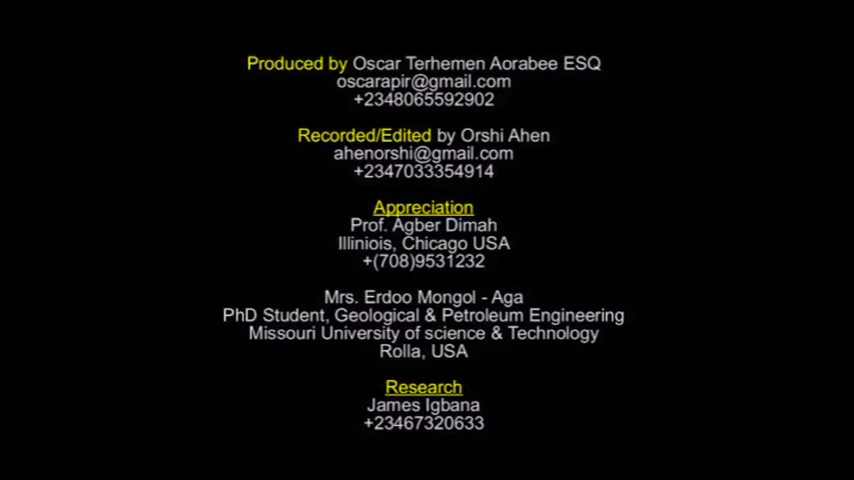 Produced by Oscar Terhemen Aorabee ESQ
oscarapir@gmail.com
+2348065592902
Recorded/Edited by Orshi Ahen
ahenorshi@gmail.com
+2347033354914
Appreciation
Prof. Agber Dimah
Illiniois, Chicago USA
+(708)9531232
Mrs. Erdoo Mongol - Aga
PhD Student, Geological & Petroleum Engineering
Missouri University of science & Technology
Rolla, USA
Research
James Igbana
+23467320633